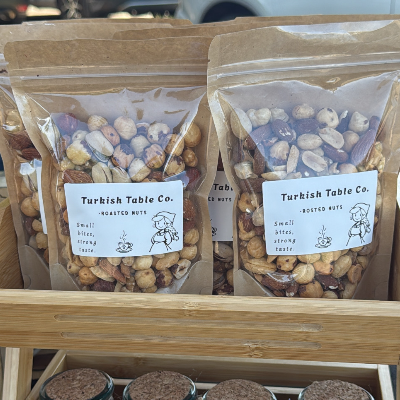 Turkish Table Co.
-ROASTED NUTS
Small
bites,
strong
taste.
Turkish Table Co.
-ROASTED NUTS-
Small
bites,
strong
taste.